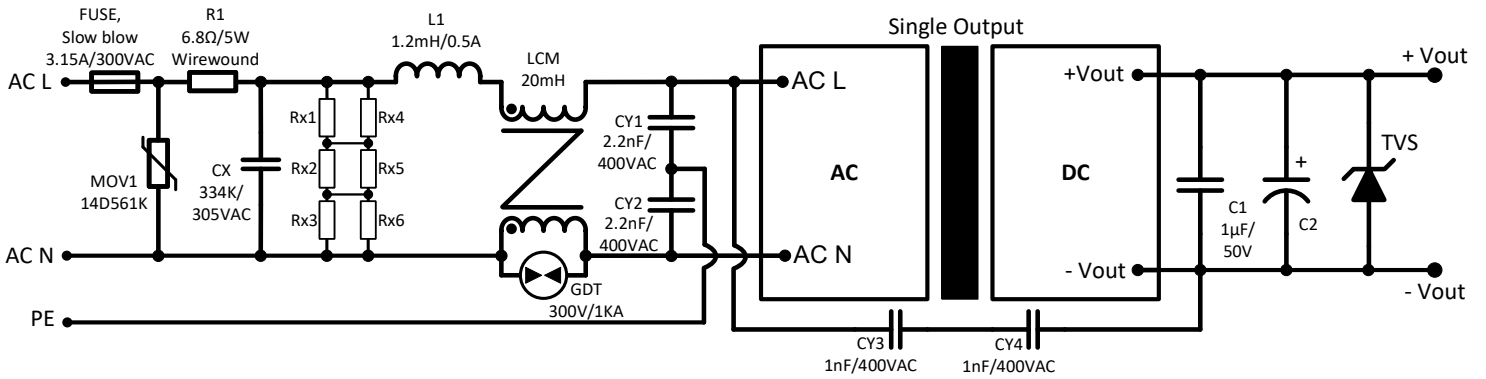 FUSE,
Slow blow
3.15A/300VAC
R1
6.8Ω/5W
Wirewound
L1
1.2mH/0.5A
LCM
20mH
Single Output
AC L
MOV1
14D561K
CX
334K/
305VAC
Rx1
Rx4
Rx2
Rx5
Rx3
Rx6
CY1
2.2nF/
400VAC
CY2
2.2nF/
400VAC
GDT
300V/1KA
AC N
PE
AC L
AC
AC N
+Vout
DC
- Vout
C1
1µF/
50V
+
C2
TVS
+ Vout
- Vout
CY3
1nF/400VAC
CY4
1nF/400VAC